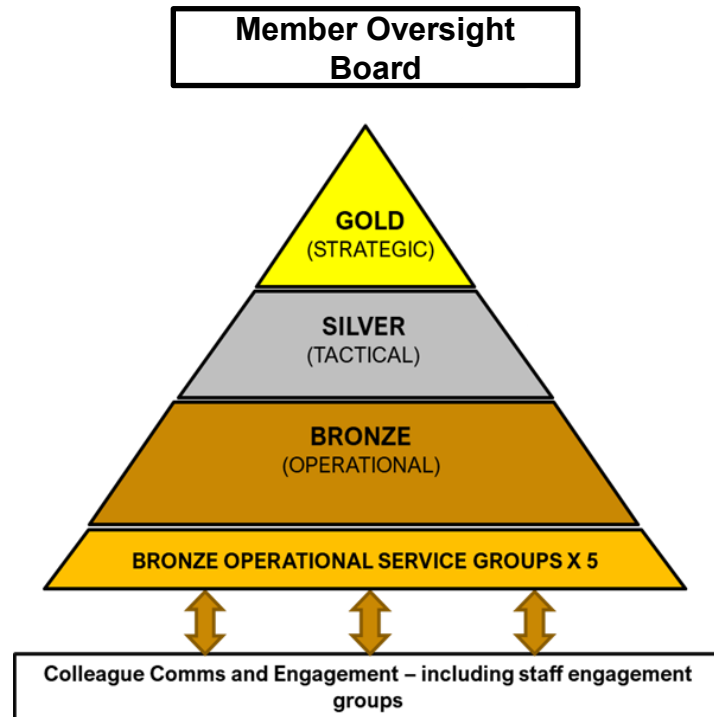 Member Oversight
Board
GOLD
(STRATEGIC)
SILVER
(TACTICAL)
BRONZE
(OPERATIONAL)
BRONZE OPERATIONAL SERVICE GROUPS X 5
Colleague Comms and Engagement – including staff engagement
groups